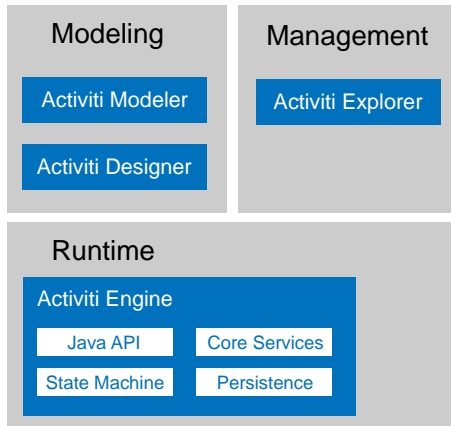 Modeling
Activiti Modeler
Activiti Designer
Management
Activiti Explorer
Runtime
Activiti Engine
Java API
Core Services
State Machine
Persistence